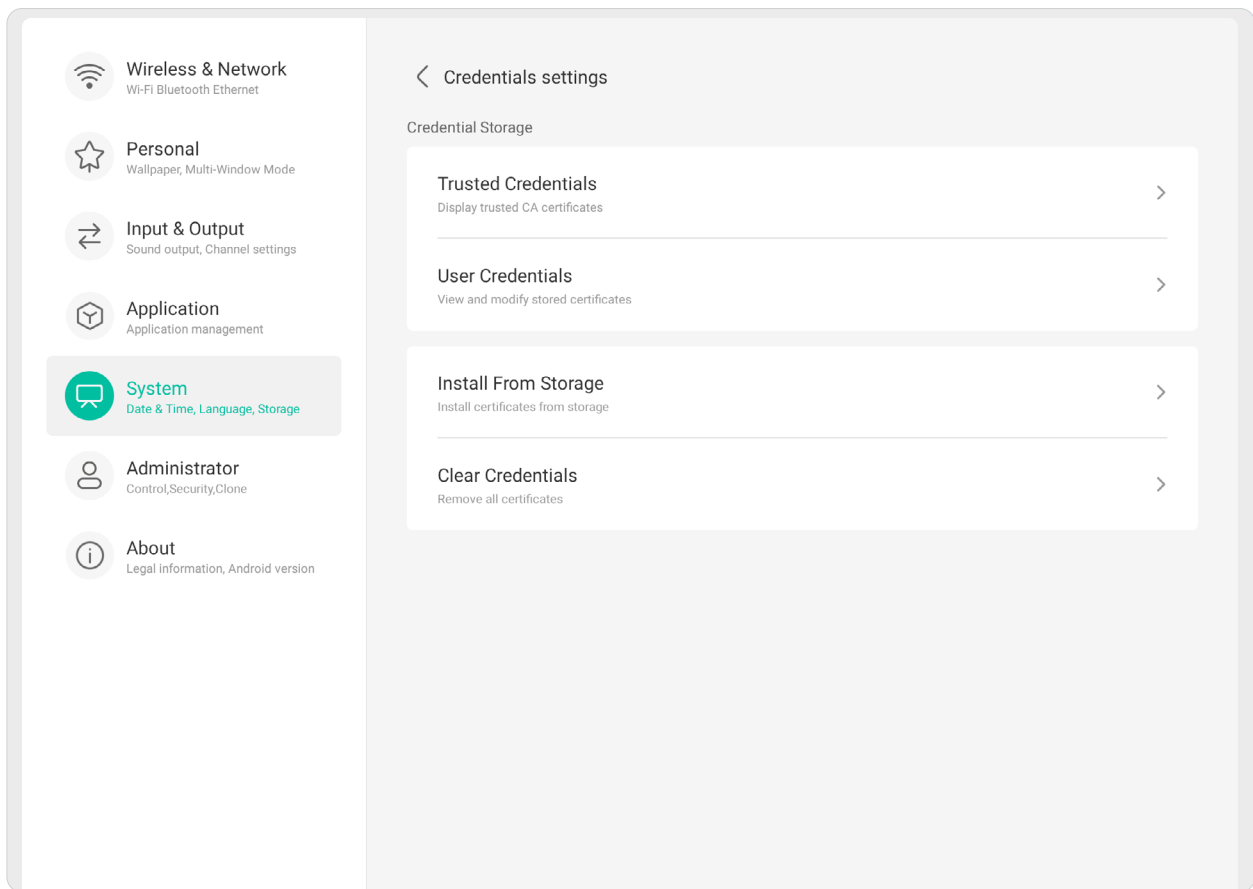 Wireless & Network
Wi-Fi Bluetooth Ethernet
Personal
Wallpaper, Multi-Window Mode
Input & Output
Sound output, Channel settings
Application
Application management
System
Date & Time, Language, Storage
Administrator
Control,Security,Clone
About
Legal information, Android version
Credentials settings
Credential Storage
Trusted Credentials
Display trusted CA certificates
User Credentials
View and modify stored certificates
Install From Storage
Install certificates from storage
Clear Credentials
Remove all certificates